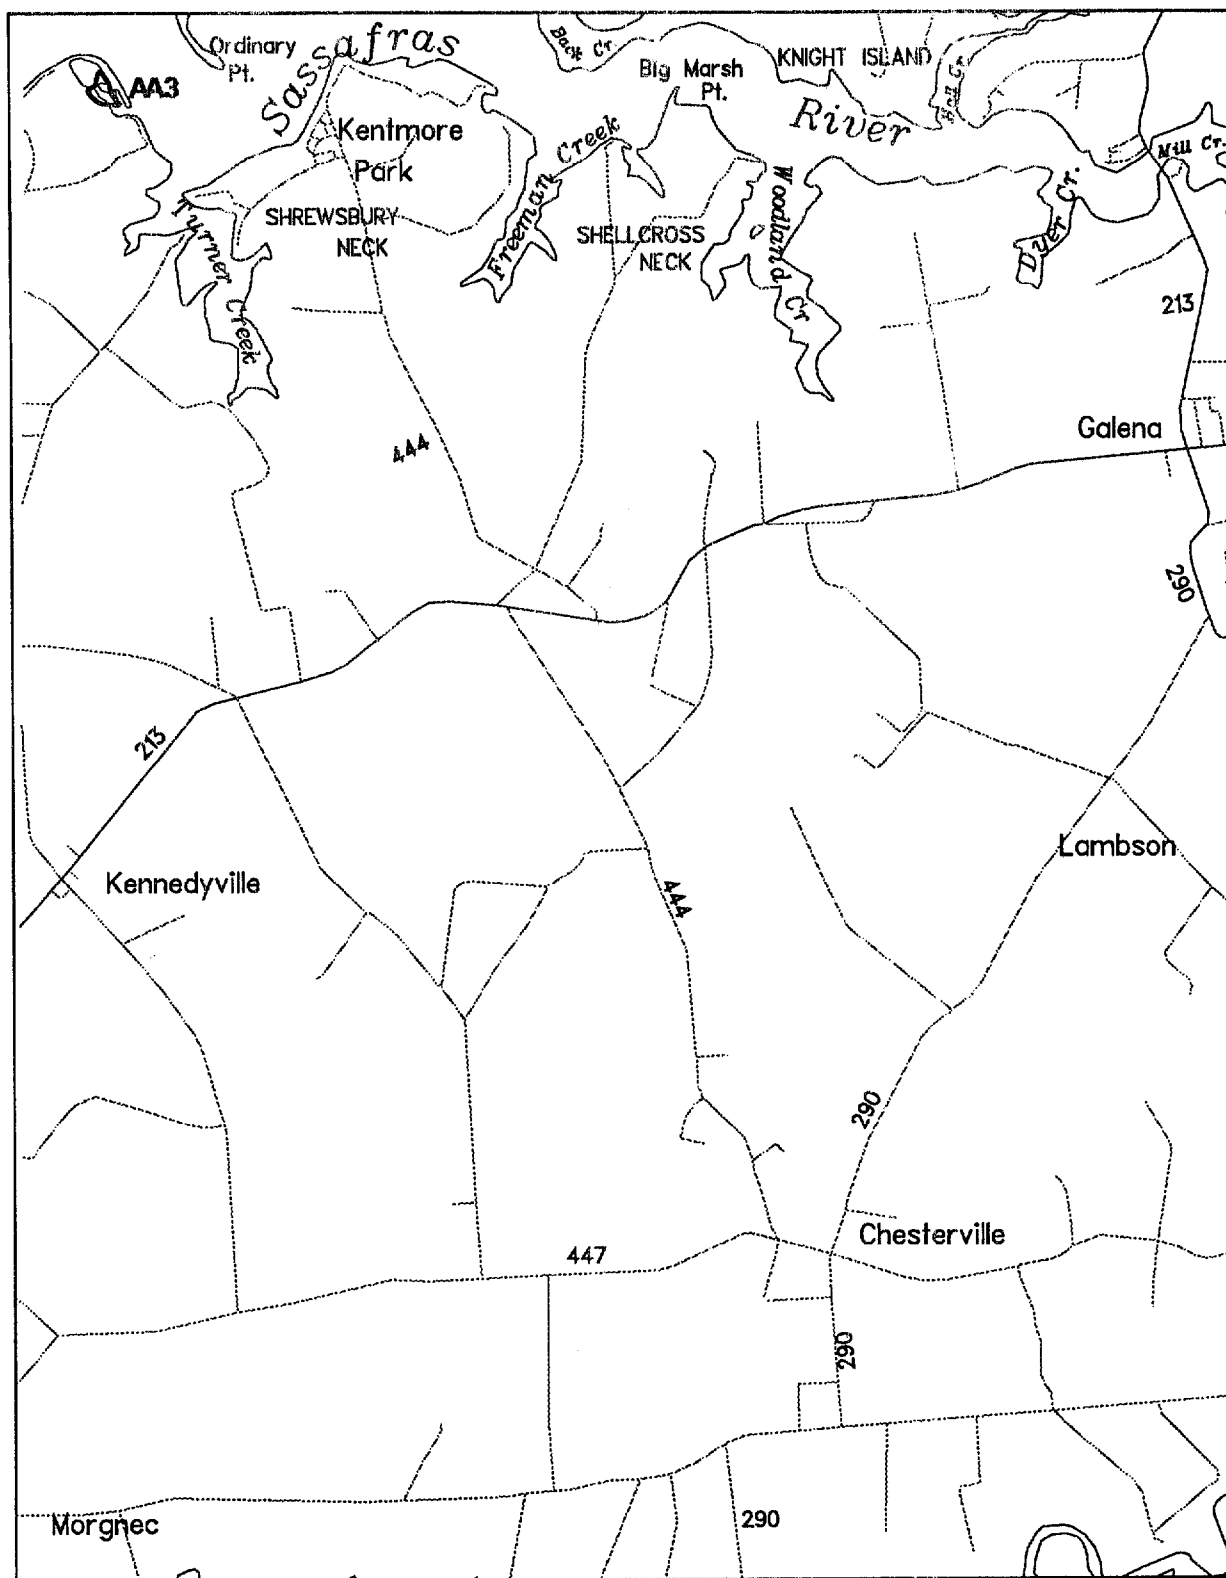 Sassafras
River
Ordinary
Pt.
Back Cr.
Big Marsh
Pt.
KNIGHT ISLAND
Hall Cr.
AA3
Kentmore
Park
Freeman Creek
Mill Cr.
Woodland Cr
Dyer Cr.
Turner Creek
SHREWSBURY
NECK
SHELLCROSS
NECK
213
Galena
444
290
213
Lambson
Kennedyville
444
290
Chesterville
447
290
Morgnec
290